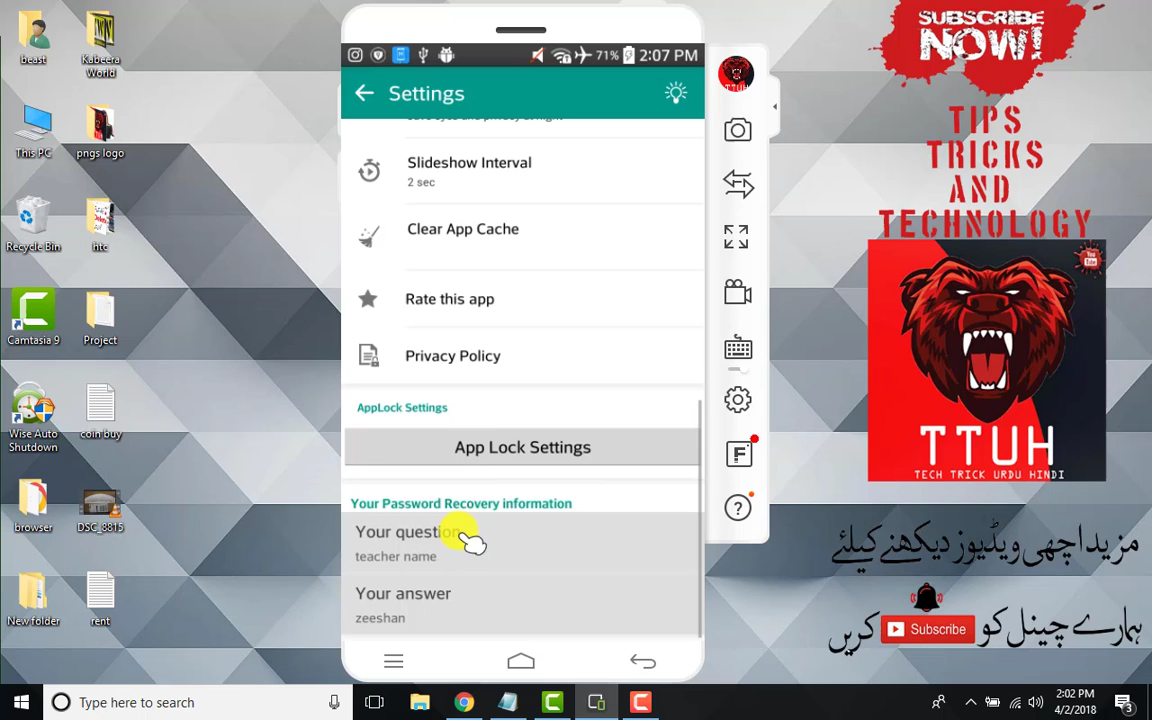 beast
Kabeera
World
This PC
pngs logo
Recycle Bin
htc
Camtasia 9
Project
Wise Auto
Shutdown
coin buy
browser
DSC_8815
New folder
rent
71%
2:07 PM
Settings
Slideshow Interval
2 sec
Clear App Cache
Rate this app
Privacy Policy
AppLock Settings
App Lock Settings
Your Password Recovery information
Your question
teacher name
Your answer
zeeshan
F
?
SUBSCRIBE
NOW!
TIPS
TRICKS
AND
TECHNOLOGY
You
Tube
TTUH
TECH TRICK URDU HINDI
مزید اچھی ویڈیوز دیکھنے کیلئے
ہمارے چینل کو Subscribe کریں
Type here to search
2:02 PM
4/2/2018
3